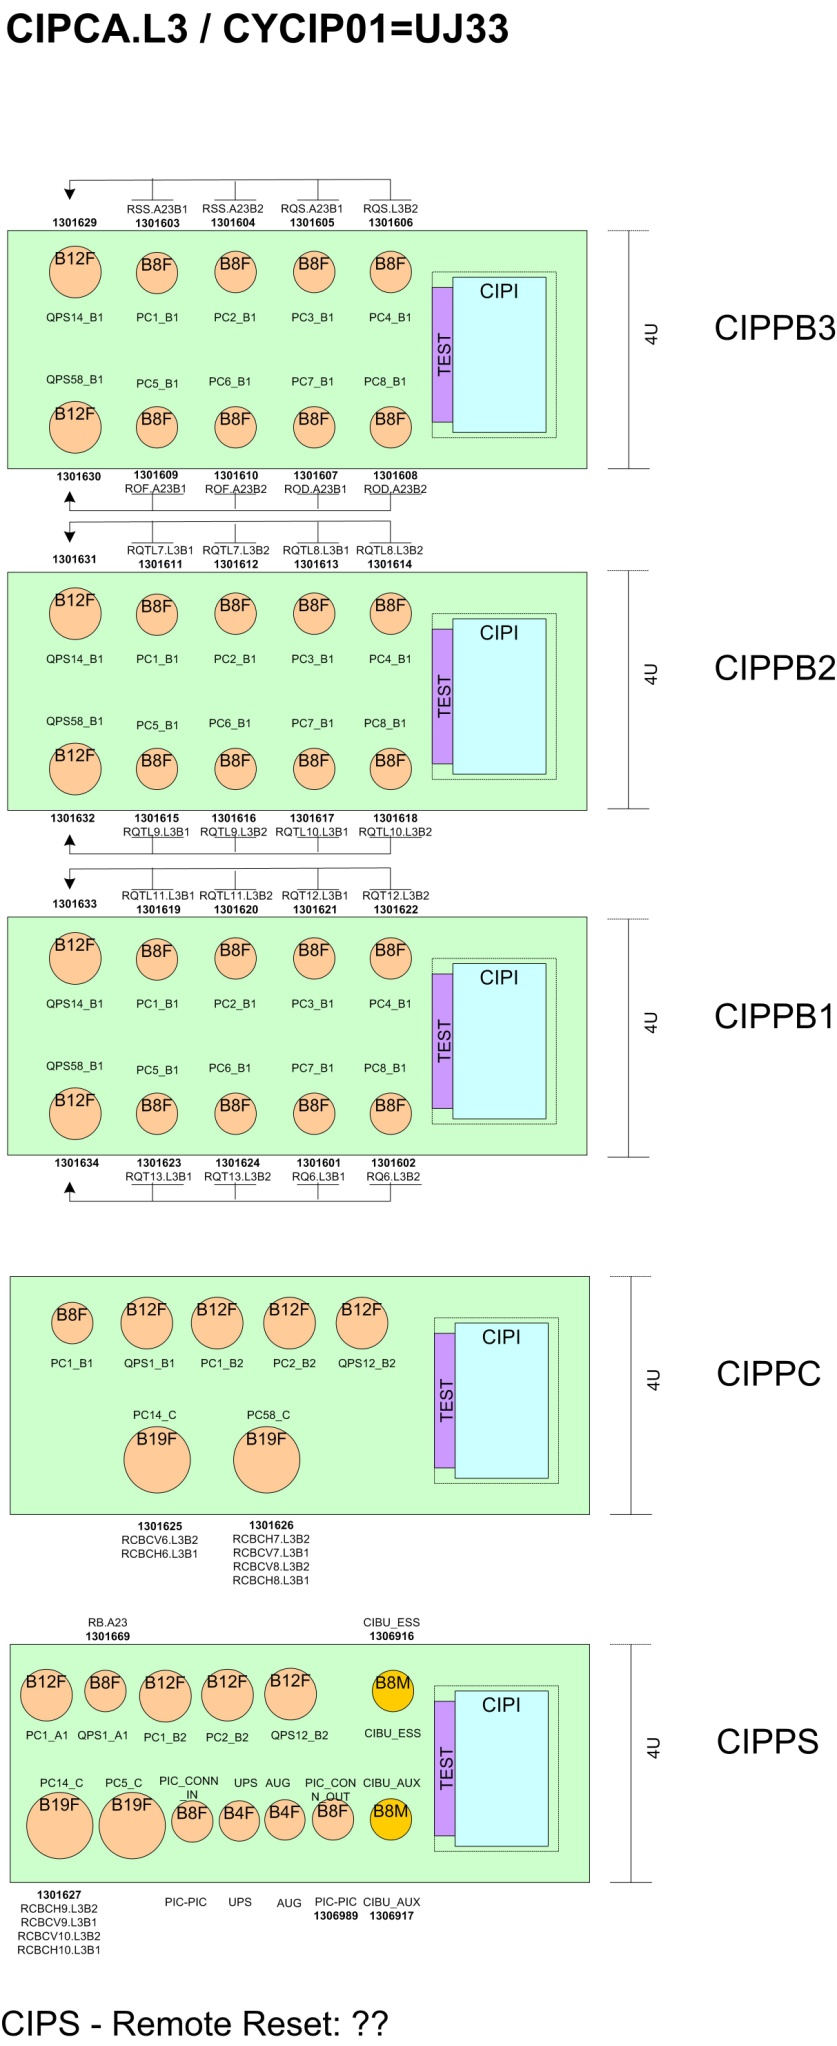 CIPCA.L3 / CYCIP01=UJ33
RSS.A23B1 RSS.A23B2 RQS.A23B1 RQS.L3B2
1301629 1301603 1301604 1301605 1301606
B12F B8F B8F B8F B8F CIPI
QPS14_B1 PC1_B1 PC2_B1 PC3_B1 PC4_B1
TEST 4U CIPPB3
QPS58_B1 PC5_B1 PC6_B1 PC7_B1 PC8_B1
B12F B8F B8F B8F B8F
1301630 1301609 1301610 1301607 1301608
ROF.A23B1 ROF.A23B2 ROD.A23B1 ROD.A23B2
RQTL7.L3B1 RQTL7.L3B2 RQTL8.L3B1 RQTL8.L3B2
1301631 1301611 1301612 1301613 1301614
B12F B8F B8F B8F B8F CIPI
QPS14_B1 PC1_B1 PC2_B1 PC3_B1 PC4_B1
TEST 4U CIPPB2
QPS58_B1 PC5_B1 PC6_B1 PC7_B1 PC8_B1
B12F B8F B8F B8F B8F
1301632 1301615 1301616 1301617 1301618
RQTL9.L3B1 RQTL9.L3B2 RQTL10.L3B1 RQTL10.L3B2
RQTL11.L3B1 RQTL11.L3B2 RQT12.L3B1 RQT12.L3B2
1301633 1301619 1301620 1301621 1301622
B12F B8F B8F B8F B8F CIPI
QPS14_B1 PC1_B1 PC2_B1 PC3_B1 PC4_B1
TEST 4U CIPPB1
QPS58_B1 PC5_B1 PC6_B1 PC7_B1 PC8_B1
B12F B8F B8F B8F B8F
1301634 1301623 1301624 1301601 1301602
RQT13.L3B1 RQT13.L3B2 RQ6.L3B1 RQ6.L3B2
B8F B12F B12F B12F B12F CIPI
PC1_B1 QPS1_B1 PC1_B2 PC2_B2 QPS12_B2
TEST 4U CIPPC
PC14_C PC58_C
B19F B19F
1301625 1301626
RCBCV6.L3B2 RCBCH7.L3B2
RCBCH6.L3B1 RCBCV7.L3B1
RCBCV8.L3B2
RCBCH8.L3B1
RB.A23 CIBU_ESS
1301669 1306916
B12F B8F B12F B12F B12F B8M CIPI
PC1_A1 QPS1_A1 PC1_B2 PC2_B2 QPS12_B2 CIBU_ESS
TEST 4U CIPPS
PC14_C PC5_C PIC_CONN UPS AUG PIC_CON CIBU_AUX
_IN N_OUT
B19F B19F B8F B4F B4F B8F B8M
1301627 PIC-PIC UPS AUG PIC-PIC CIBU_AUX
RCBCH9.L3B2 1306989 1306917
RCBCV9.L3B1
RCBCV10.L3B2
RCBCH10.L3B1
CIPS - Remote Reset: ??